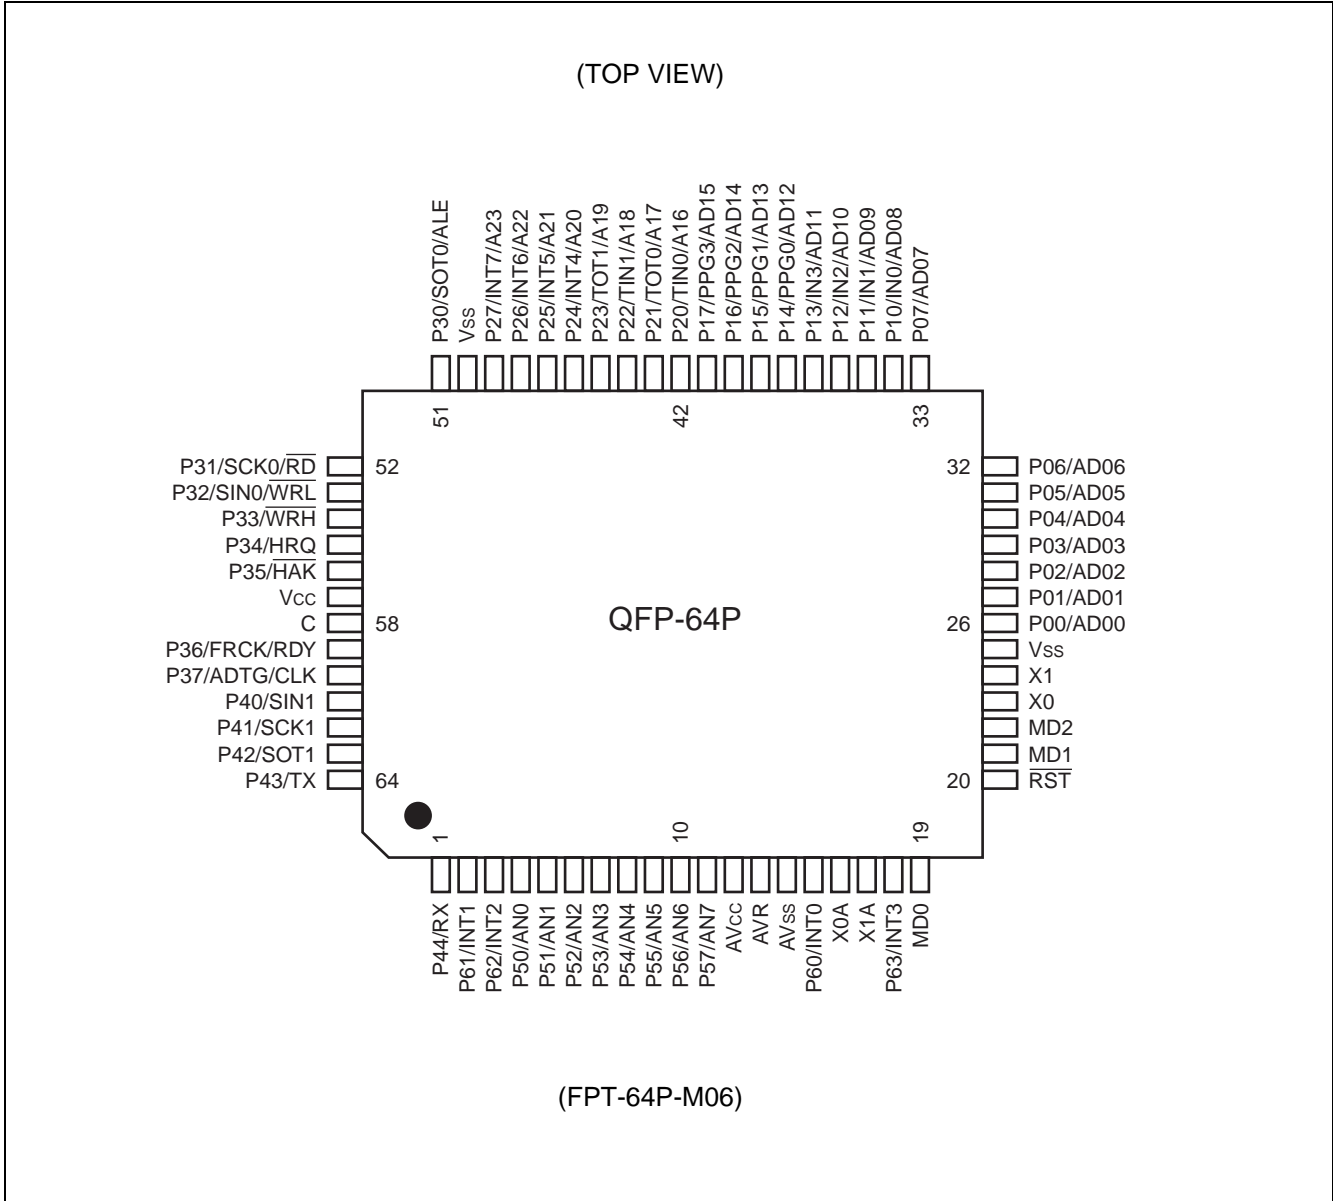 (TOP VIEW)
P30/SOT0/ALE
Vss
P27/INT7/A23
P26/INT6/A22
P25/INT5/A21
P24/INT4/A20
P23/TOT1/A19
P22/TIN1/A18
P21/TOT0/A17
P20/TIN0/A16
P17/PPG3/AD15
P16/PPG2/AD14
P15/PPG1/AD13
P14/PPG0/AD12
P13/IN3/AD11
P12/IN2/AD10
P11/IN1/AD09
P10/IN0/AD08
P07/AD07
51
42
33
P31/SCK0/R̅D̅
52
P32/SIN0/W̅R̅L̅
P33/W̅R̅H̅
P34/HRQ
P35/H̅A̅K̅
Vcc
C
58
P36/FRCK/RDY
P37/ADTG/CLK
P40/SIN1
P41/SCK1
P42/SOT1
P43/TX
64
QFP-64P
32
P06/AD06
P05/AD05
P04/AD04
P03/AD03
P02/AD02
P01/AD01
26
P00/AD00
Vss
X1
X0
MD2
MD1
20
R̅S̅T̅
1
10
19
P44/RX
P61/INT1
P62/INT2
P50/AN0
P51/AN1
P52/AN2
P53/AN3
P54/AN4
P55/AN5
P56/AN6
P57/AN7
AVcc
AVR
AVss
P60/INT0
X0A
X1A
P63/INT3
MD0
(FPT-64P-M06)